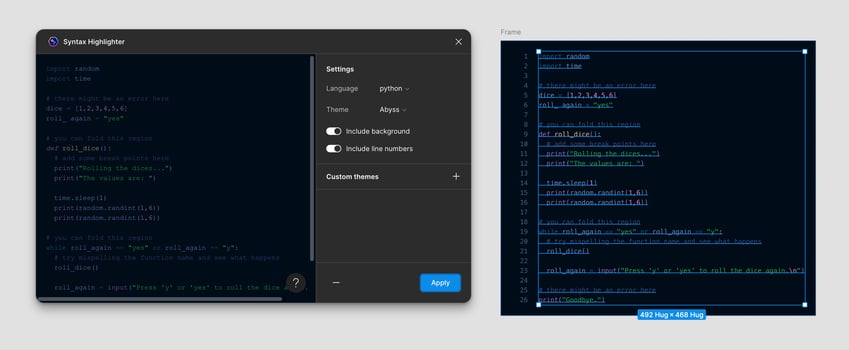 Syntax Highlighter
import random
import time
# there might be an error here
dice = [1,2,3,4,5,6]
roll_ again = "yes"
# you can fold this region
def roll_dice():
# add some break points here
print("Rolling the dices...")
print("The values are: ")
time.sleep(1)
print(random.randint(1,6))
print(random.randint(1,6))
# you can fold this region
while roll_again == "yes" or roll_again == "y":
# try mispelling the function name and see what happens
roll_dice()
roll_again = input("Press 'y' or 'yes' to roll the dice a
?
Settings
Language python
Theme Abyss
Include background
Include line numbers
Custom themes +
Apply
Frame
1 import random
2 import time
3
4 # there might be an error here
5 dice = [1,2,3,4,5,6]
6 roll_ again = "yes"
7
8 # you can fold this region
9 def roll_dice():
10 # add some break points here
11 print("Rolling the dices...")
12 print("The values are: ")
13
14 time.sleep(1)
15 print(random.randint(1,6))
16 print(random.randint(1,6))
17
18 # you can fold this region
19 while roll_again == "yes" or roll_again == "y":
20 # try mispelling the function name and see what happens
21 roll_dice()
22
23 roll_again = input("Press 'y' or 'yes' to roll the dice again.\n")
24
25 # there might be an error here
26 print("Goodbye.")
492 Hug × 468 Hug